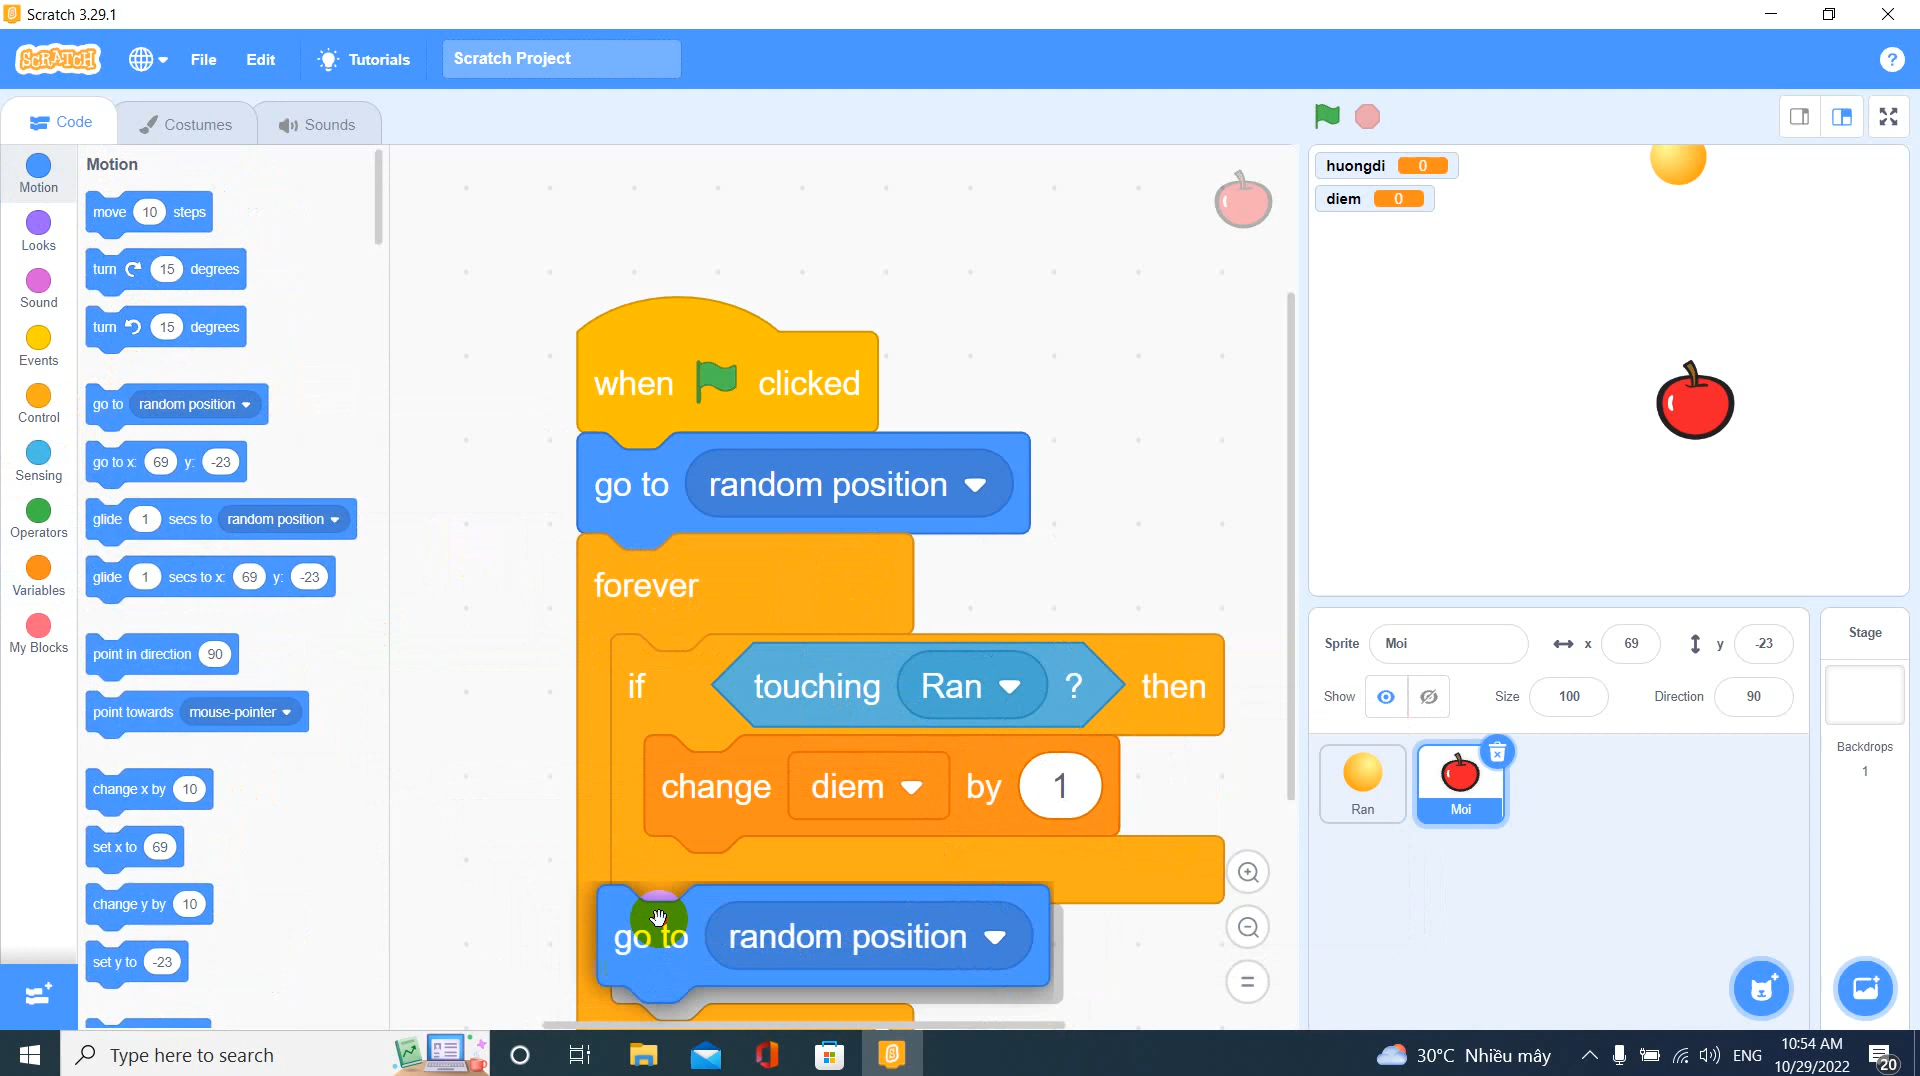 Scratch 3.29.1
SCRATCH File Edit Tutorials Scratch Project ?
Code Costumes Sounds
Motion
Looks
Sound
Events
Control
Sensing
Operators
Variables
My Blocks
Motion
move 10 steps
turn 15 degrees
turn 15 degrees
go to random position
go to x: 69 y: -23
glide 1 secs to random position
glide 1 secs to x: 69 y: -23
point in direction 90
point towards mouse-pointer
change x by 10
set x to 69
change y by 10
set y to -23
when clicked
go to random position
forever
if touching Ran ? then
change diem by 1
go to random position
huongdi 0
diem 0
Sprite Moi x 69 y -23
Show Size 100 Direction 90
Ran
Moi
Stage
Backdrops
1
Type here to search
30°C Nhiều mây
ENG
10:54 AM
10/29/2022
20